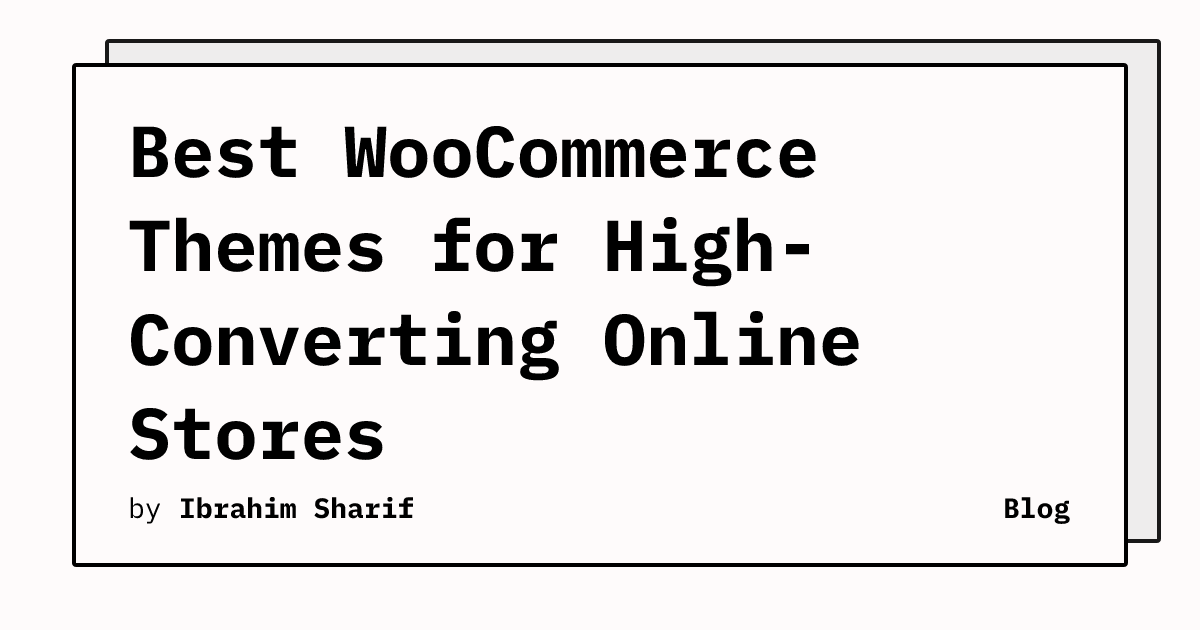 Best WooCommerce
Themes for High-
Converting Online
Stores
by Ibrahim Sharif
Blog